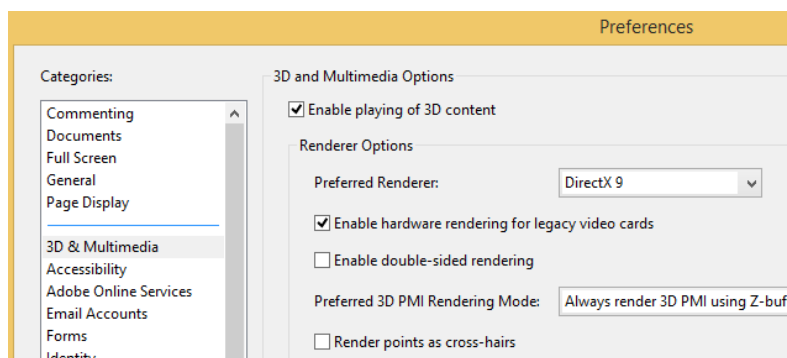 Preferences
Categories:
Commenting
Documents
Full Screen
General
Page Display
3D & Multimedia
Accessibility
Adobe Online Services
Email Accounts
Forms
Identity
3D and Multimedia Options
Enable playing of 3D content
Renderer Options
Preferred Renderer: DirectX 9
Enable hardware rendering for legacy video cards
Enable double-sided rendering
Preferred 3D PMI Rendering Mode: Always render 3D PMI using Z-buf
Render points as cross-hairs